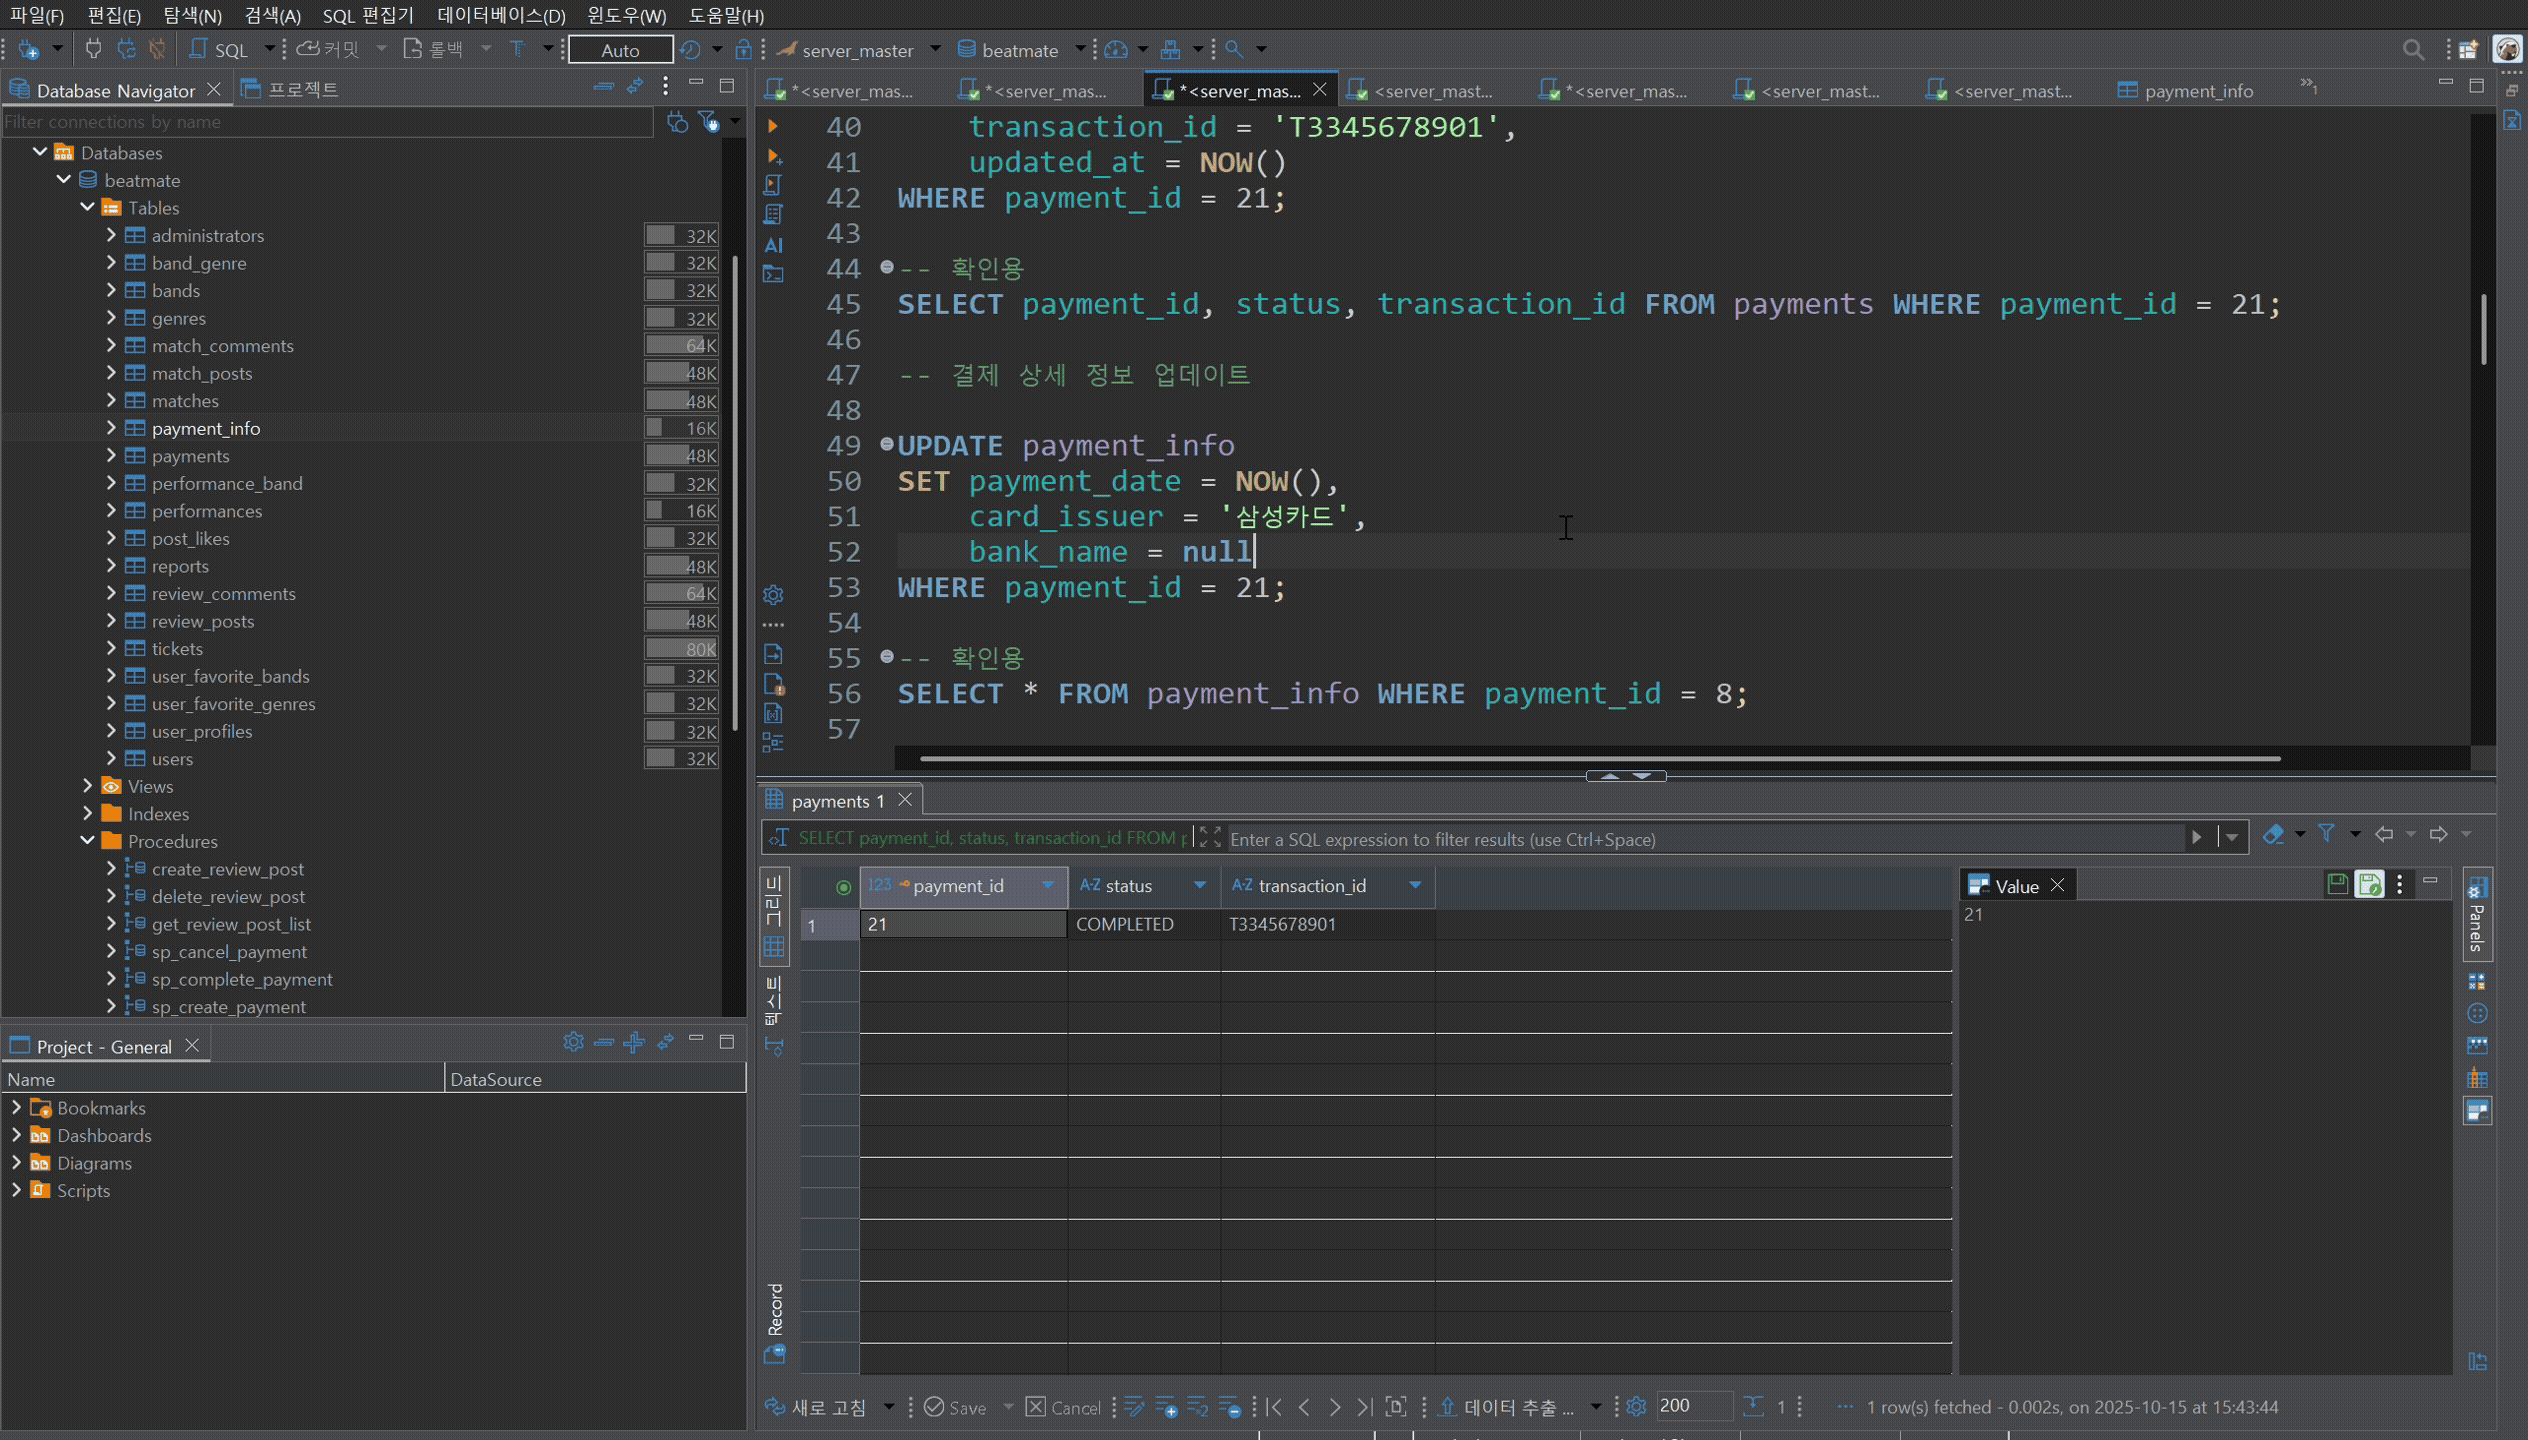 파일(F) 편집(E) 탐색(N) 검색(A) SQL 편집기 데이터베이스(D) 윈도우(W) 도움말(H)
SQL 커밋 롤백 T Auto server_master beatmate
Database Navigator 프로젝트
Filter connections by name
Databases
beatmate
Tables
administrators 32K
band_genre 32K
bands 32K
genres 32K
match_comments 64K
match_posts 48K
matches 48K
payment_info 16K
payments 48K
performance_band 32K
performances 16K
post_likes 32K
reports 48K
review_comments 64K
review_posts 48K
tickets 80K
user_favorite_bands 32K
user_favorite_genres 32K
user_profiles 32K
users 32K
Views
Indexes
Procedures
create_review_post
delete_review_post
get_review_post_list
sp_cancel_payment
sp_complete_payment
sp_create_payment
Project - General
Name DataSource
Bookmarks
Dashboards
Diagrams
Scripts
*<server_mas... *<server_mas... *<server_mas... <server_mast... *<server_mas... <server_mast... <server_mast... payment_info »1
AI
40 transaction_id = 'T3345678901',
41 updated_at = NOW()
42 WHERE payment_id = 21;
43
44 -- 확인용
45 SELECT payment_id, status, transaction_id FROM payments WHERE payment_id = 21;
46
47 -- 결제 상세 정보 업데이트
48
49 UPDATE payment_info
50 SET payment_date = NOW(),
51 card_issuer = '삼성카드',
52 bank_name = null
53 WHERE payment_id = 21;
54
55 -- 확인용
56 SELECT * FROM payment_info WHERE payment_id = 8;
57
payments 1
SELECT payment_id, status, transaction_id FROM p Enter a SQL expression to filter results (use Ctrl+Space)
그리드
텍스트
Record
123 payment_id A-Z status A-Z transaction_id
1 21 COMPLETED T3345678901
Value
21
Panels
새로 고침 Save Cancel 데이터 추출 ... 200 1 ... 1 row(s) fetched - 0.002s, on 2025-10-15 at 15:43:44